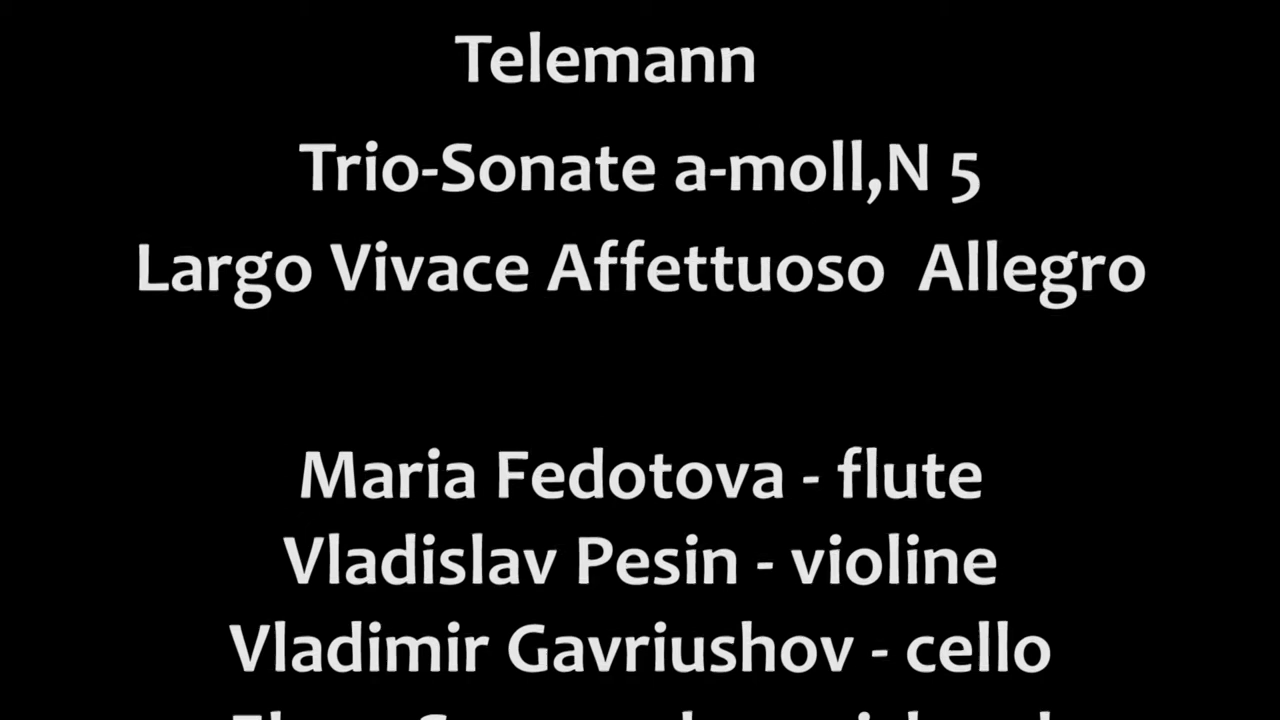 Telemann
Trio-Sonate a-moll,N 5
Largo Vivace Affettuoso  Allegro
Maria Fedotova - flute
Vladislav Pesin - violine
Vladimir Gavriushov - cello